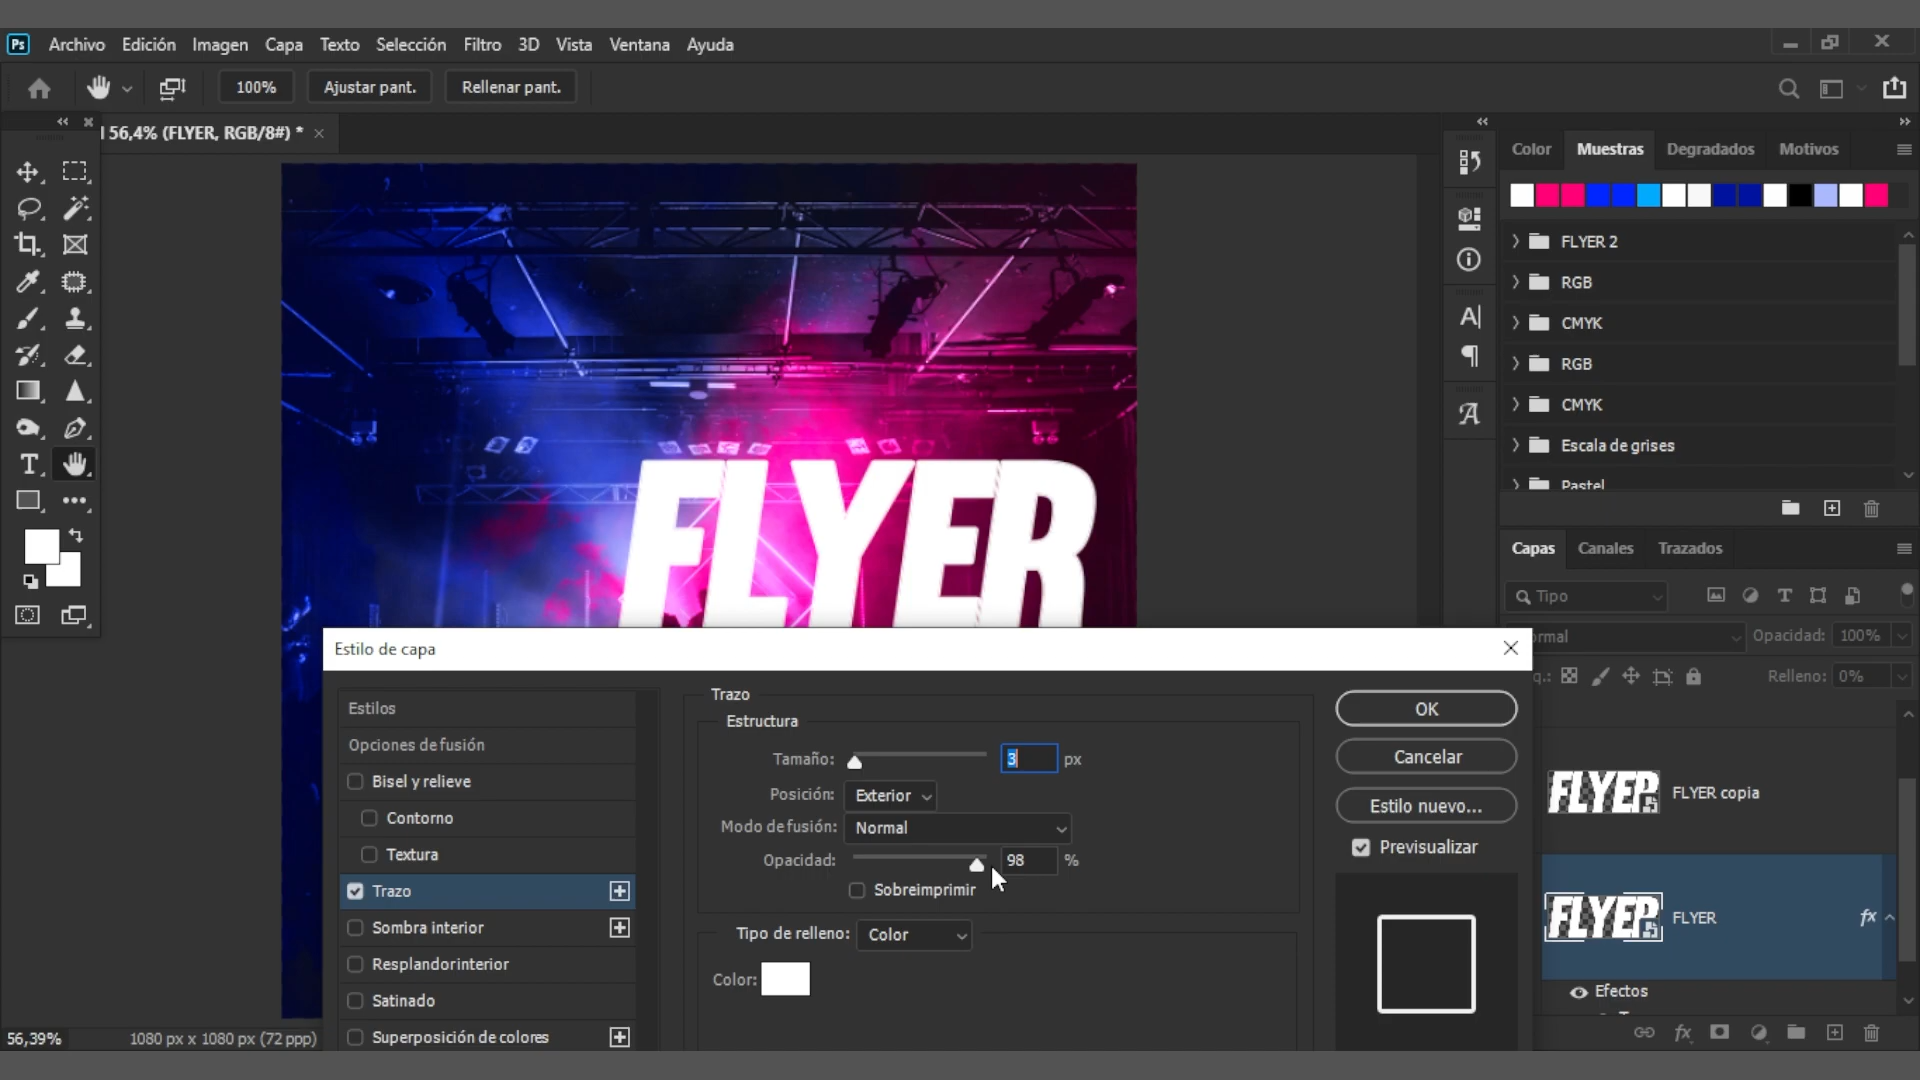 Ps Archivo Edición Imagen Capa Texto Selección Filtro 3D Vista Ventana Ayuda
100% Ajustar pant. Rellenar pant.
56,4% (FLYER, RGB/8#) *
Color Muestras Degradados Motivos
FLYER 2
RGB
CMYK
RGB
CMYK
Escala de grises
Pastel
FLYER
Capas Canales Trazados
Tipo
Opacidad: 100%
Relleno: 0%
FLYER FLYER copia
FLYER FLYER fx
Efectos
Estilo de capa
Estilos
Opciones de fusión
Bisel y relieve
Contorno
Textura
Trazo
Sombra interior
Resplandor interior
Satinado
Superposición de colores
Trazo
Estructura
Tamaño: 3 px
Posición: Exterior
Modo de fusión: Normal
Opacidad: 98 %
Sobreimprimir
Tipo de relleno: Color
Color:
OK
Cancelar
Estilo nuevo...
Previsualizar
56,39% 1080 px x 1080 px (72 ppp)